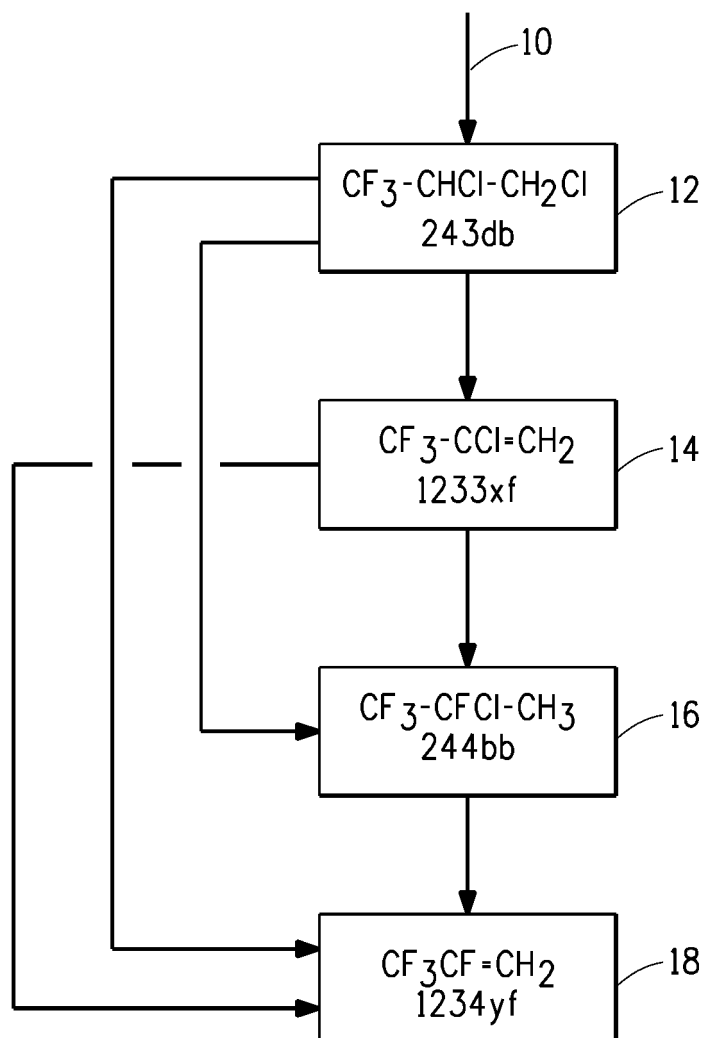 10
CF₃-CHCl-CH₂Cl
243db
12
CF₃-CCl=CH₂
1233xf
14
CF₃-CFCl-CH₃
244bb
16
CF₃CF=CH₂
1234yf
18